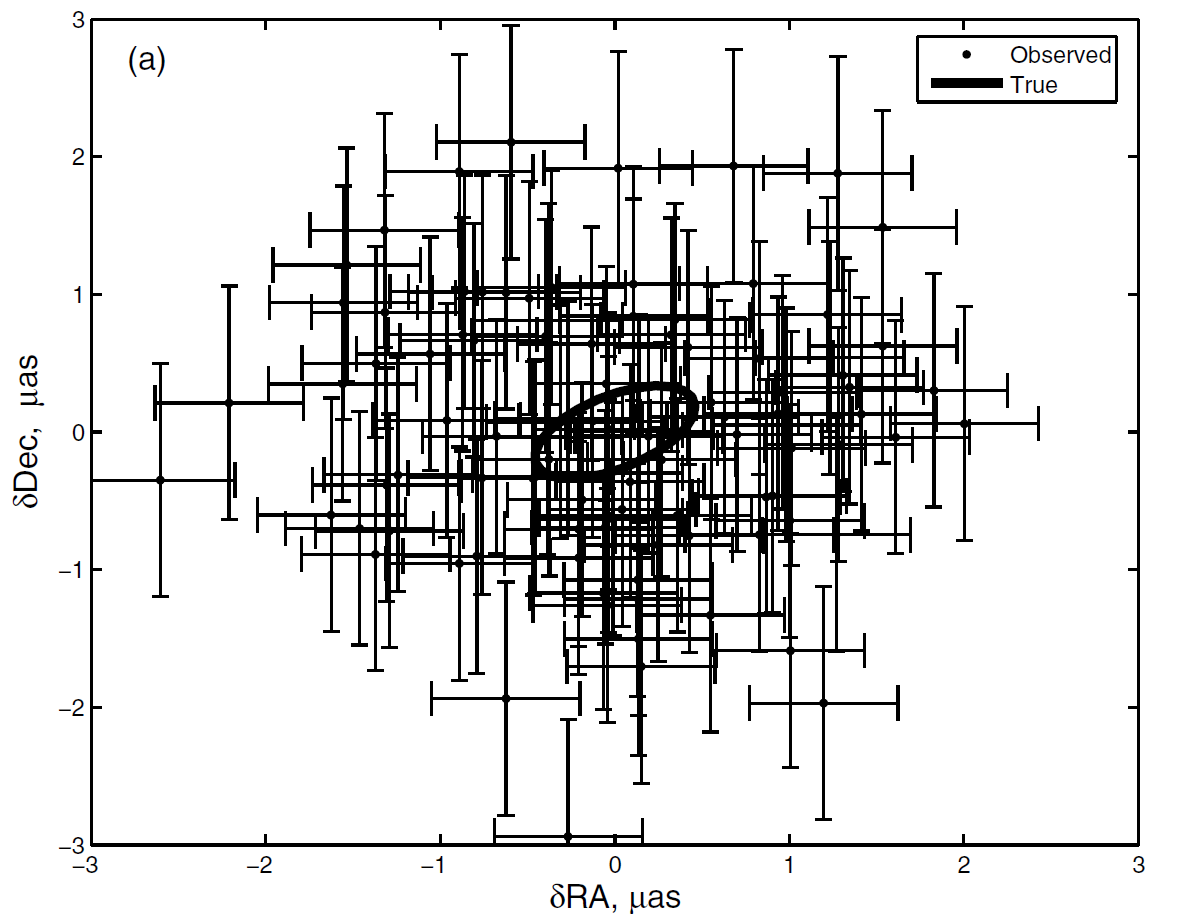 (a)
Observed
True
3
2
1
0
−1
−2
−3
δDec, μas
−3
−2
−1
0
1
2
3
δRA, μas